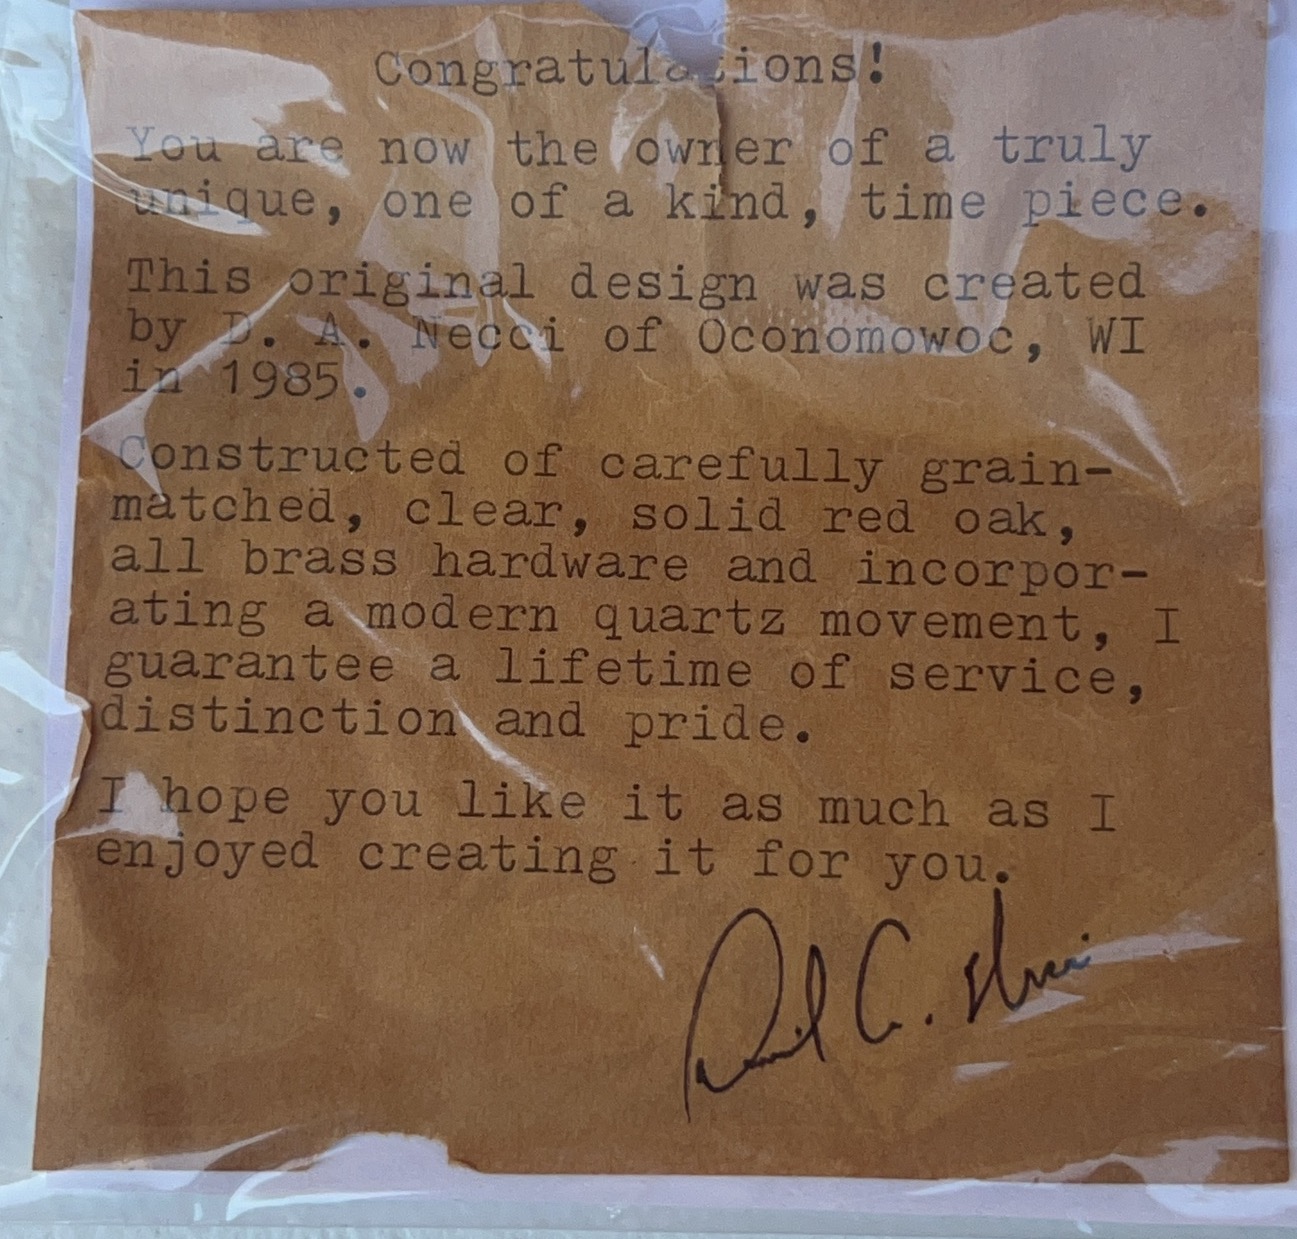 Congratulations!
You are now the owner of a truly
unique, one of a kind, time piece.
This original design was created
by D. A. Necci of Oconomowoc, WI
in 1985.
Constructed of carefully grain-
matched, clear, solid red oak,
all brass hardware and incorpor-
ating a modern quartz movement, I
guarantee a lifetime of service,
distinction and pride.
I hope you like it as much as I
enjoyed creating it for you.